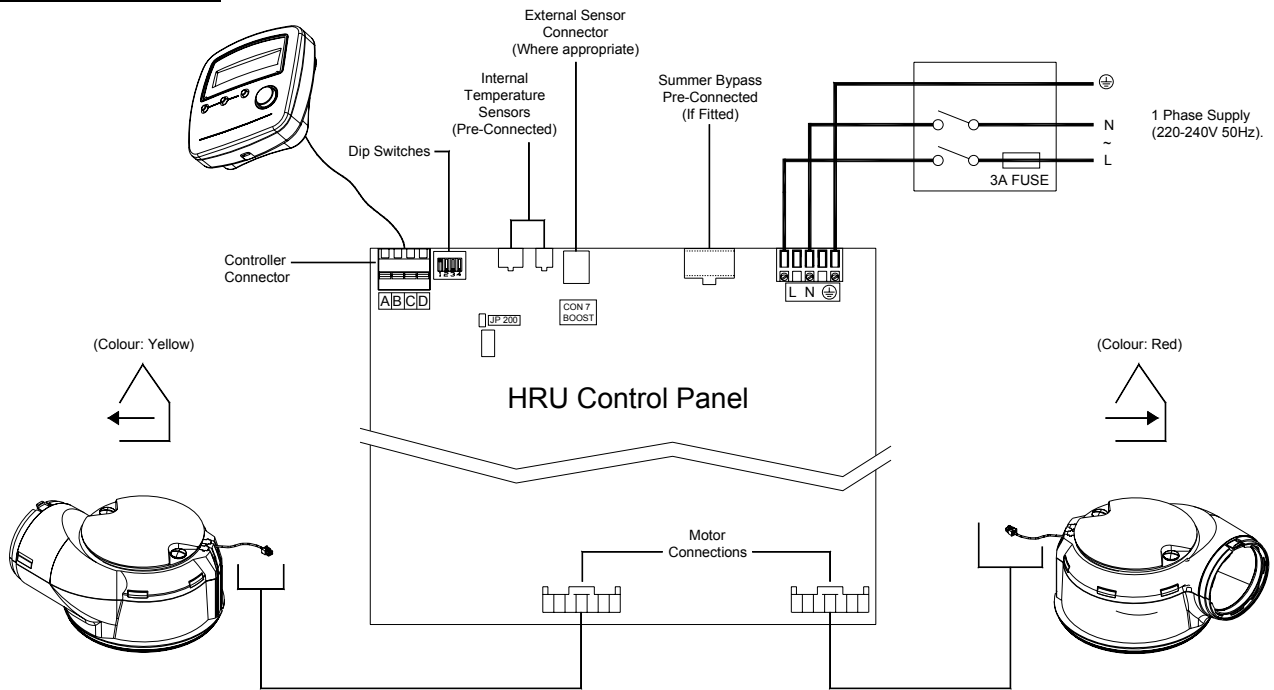 External Sensor
Connector
(Where appropriate)
Internal
Temperature
Sensors
(Pre-Connected)
Summer Bypass
Pre-Connected
(If Fitted)
Dip Switches
N
~
L
1 Phase Supply
(220-240V 50Hz).
3A FUSE
Controller
Connector
1 2 3 4
A B C D
L N
CON 7
BOOST
JP 200
(Colour: Yellow)
(Colour: Red)
HRU Control Panel
Motor
Connections